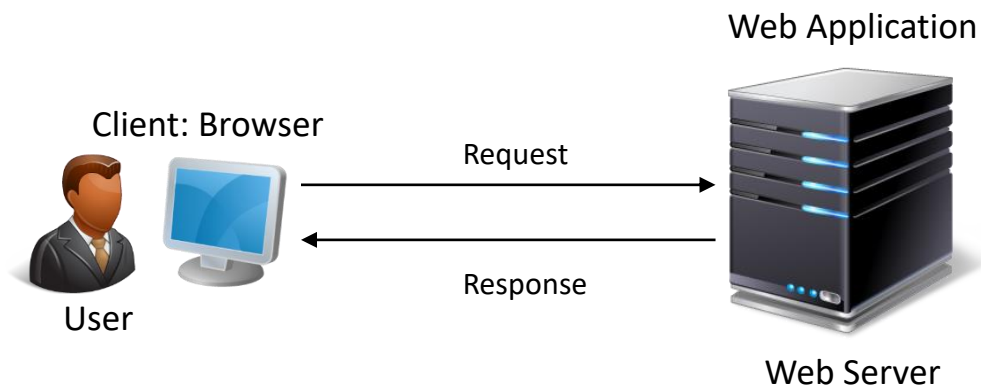 Web Application
Client: Browser
Request
Response
User
Web Server